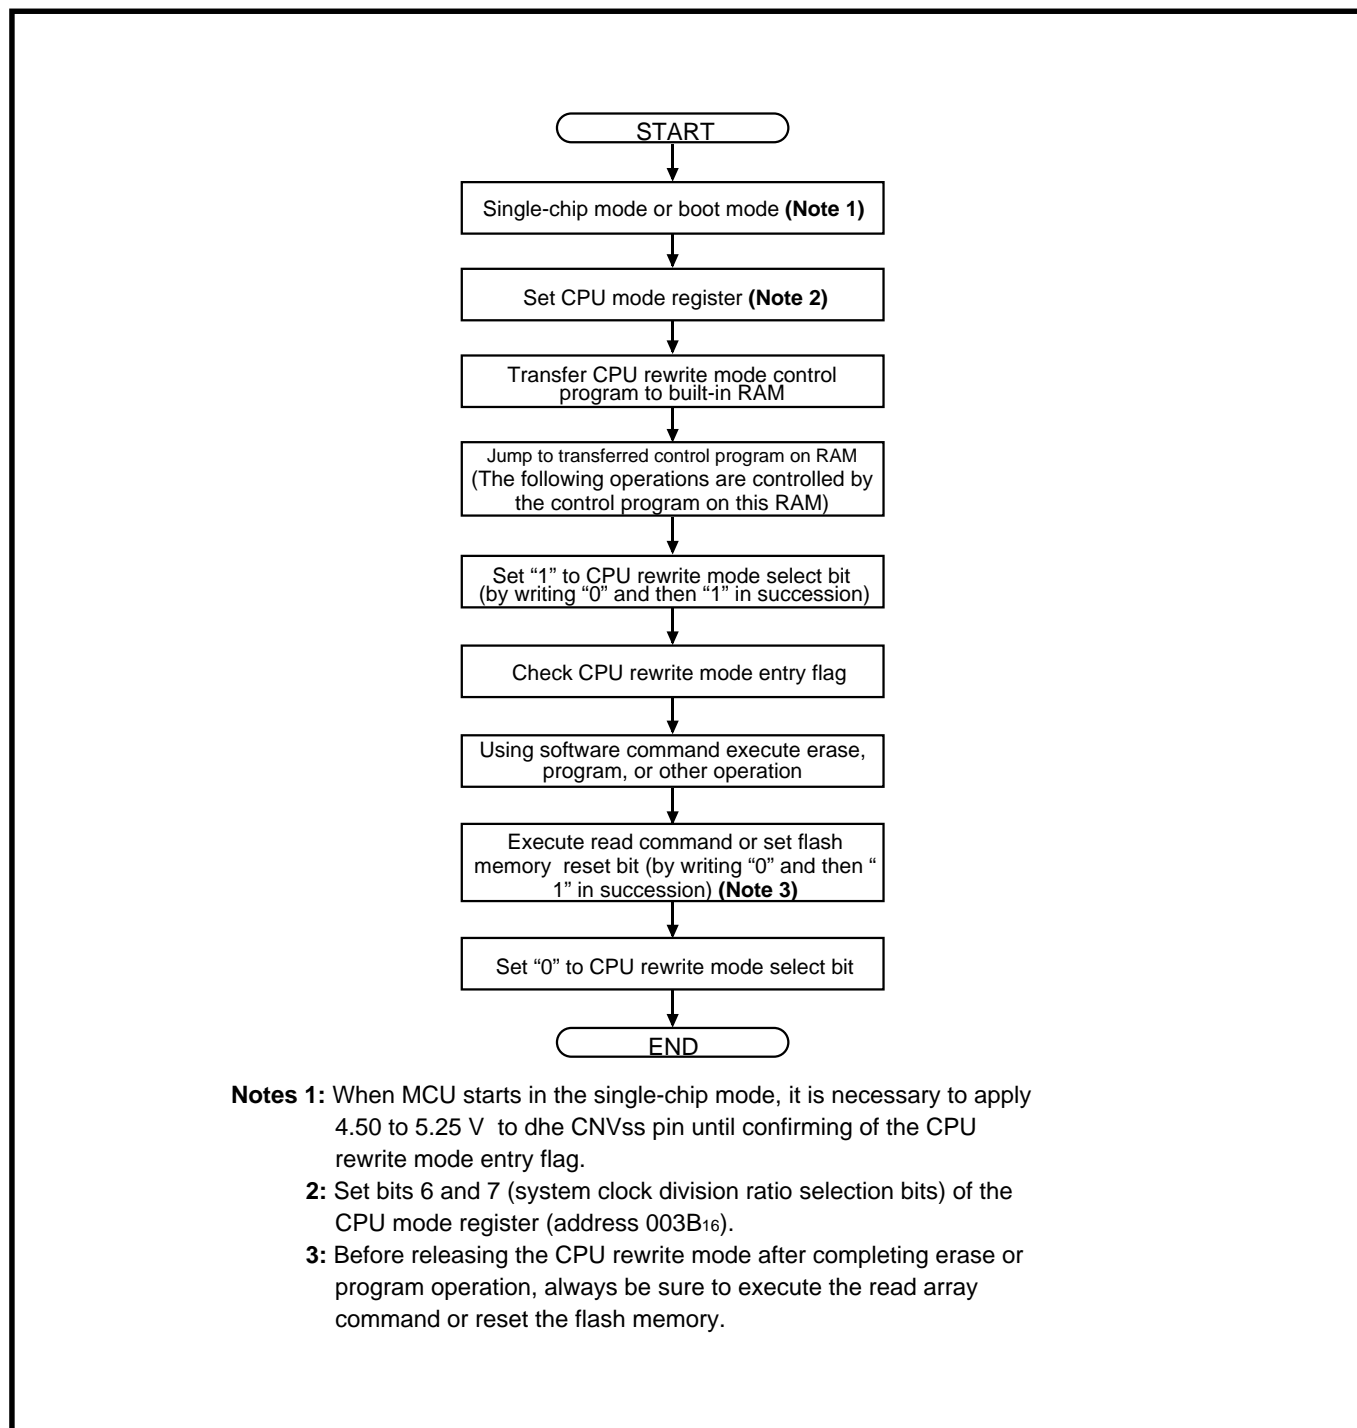 START
Single-chip mode or boot mode (Note 1)
Set CPU mode register (Note 2)
Transfer CPU rewrite mode control
program to built-in RAM
Jump to transferred control program on RAM
(The following operations are controlled by
the control program on this RAM)
Set “1” to CPU rewrite mode select bit
(by writing “0” and then “1” in succession)
Check CPU rewrite mode entry flag
Using software command execute erase,
program, or other operation
Execute read command or set flash
memory  reset bit (by writing “0” and then “
1” in succession) (Note 3)
Set “0” to CPU rewrite mode select bit
END
Notes 1: When MCU starts in the single-chip mode, it is necessary to apply
4.50 to 5.25 V  to dhe CNVss pin until confirming of the CPU
rewrite mode entry flag.
2: Set bits 6 and 7 (system clock division ratio selection bits) of the
CPU mode register (address 003B16).
3: Before releasing the CPU rewrite mode after completing erase or
program operation, always be sure to execute the read array
command or reset the flash memory.